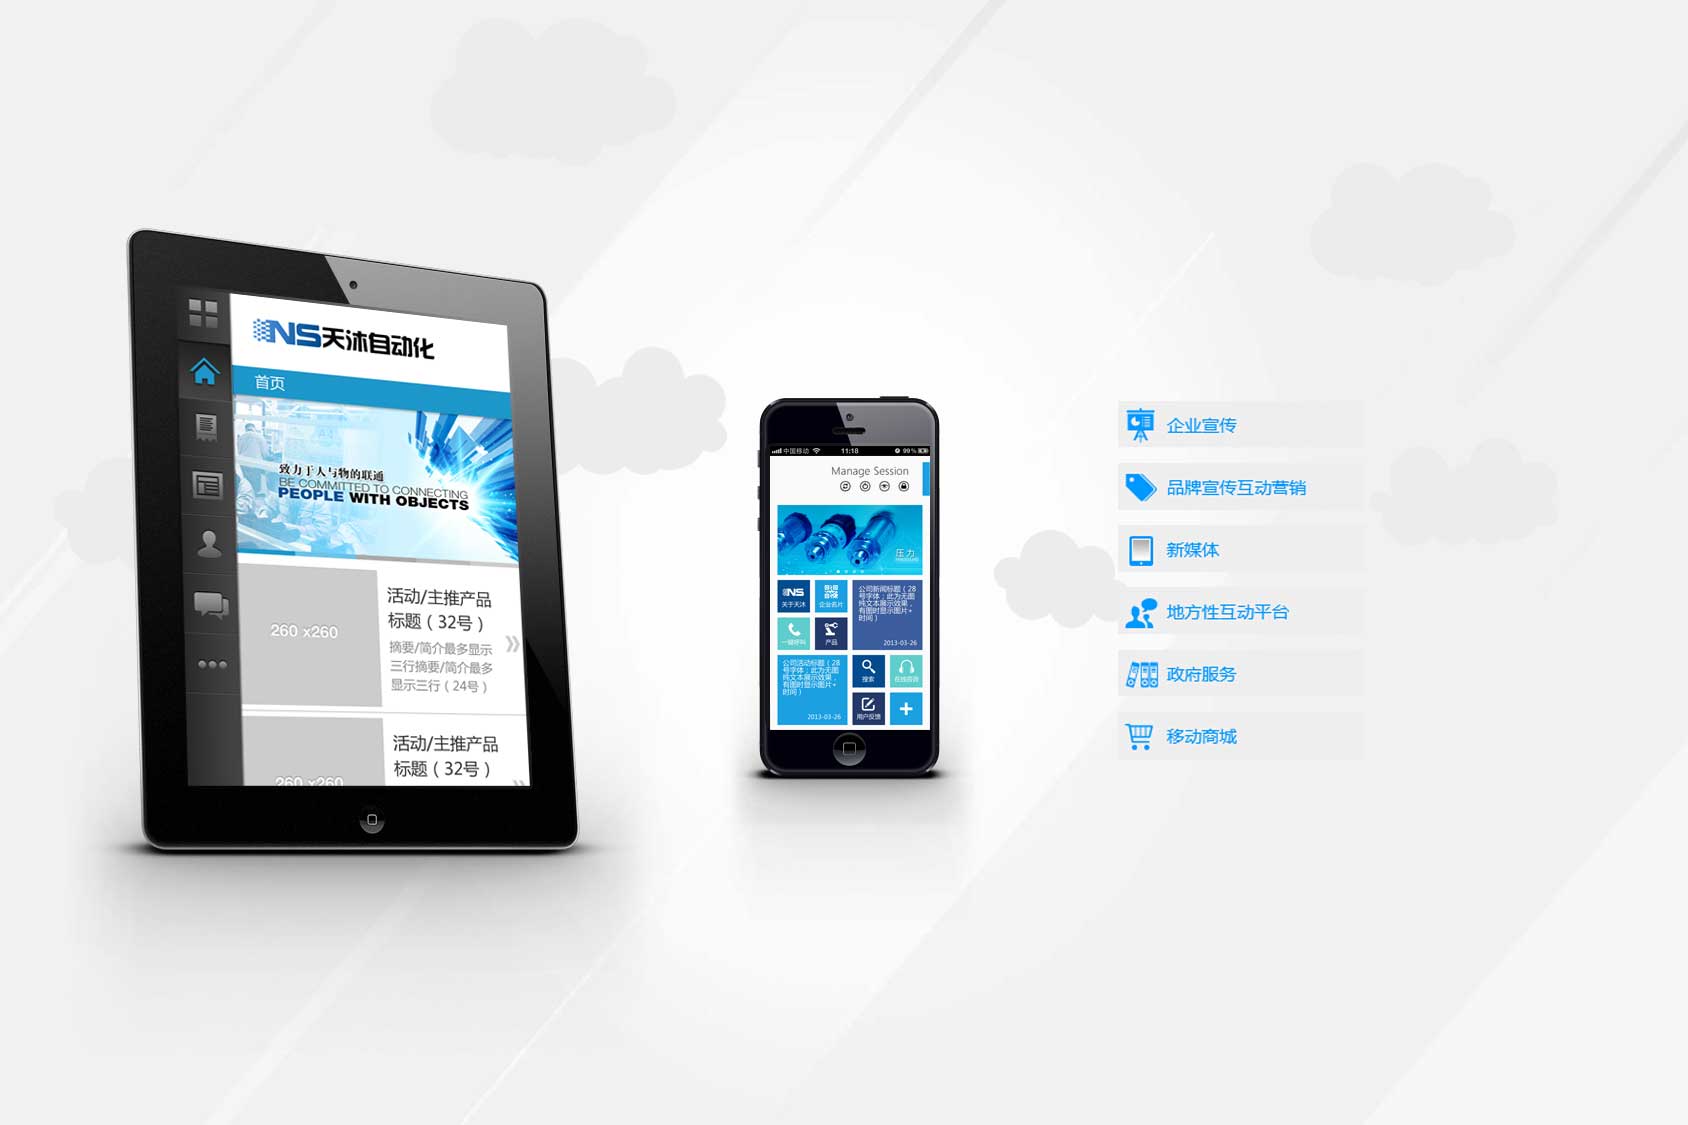 NS天沐自动化
首页
致力于人与物的联通
BE COMMITTED TO CONNECTING
PEOPLE WITH OBJECTS
260 x260
活动/主推产品
标题（32号）
摘要/简介最多显示
三行摘要/简介最多
显示三行（24号）
260 x260
活动/主推产品
标题（32号）
中国移动
11:18
99%
Manage Session
压力
NS
关于天沐
企业名片
公司新闻标题（28
号字体；此为无图
纯文本展示效果，
有图时显示图片+
时间）
2013-03-26
一键呼叫
产品
公司活动标题（28
号字体；此为无图
纯文本展示效果，
有图时显示图片+
时间）
2013-03-26
搜索
在线咨询
用户反馈
企业宣传
品牌宣传互动营销
新媒体
地方性互动平台
政府服务
移动商城